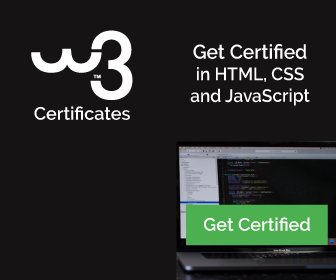 w3
™
Certificates
Get Certified
in HTML, CSS
and JavaScript
Get Certified